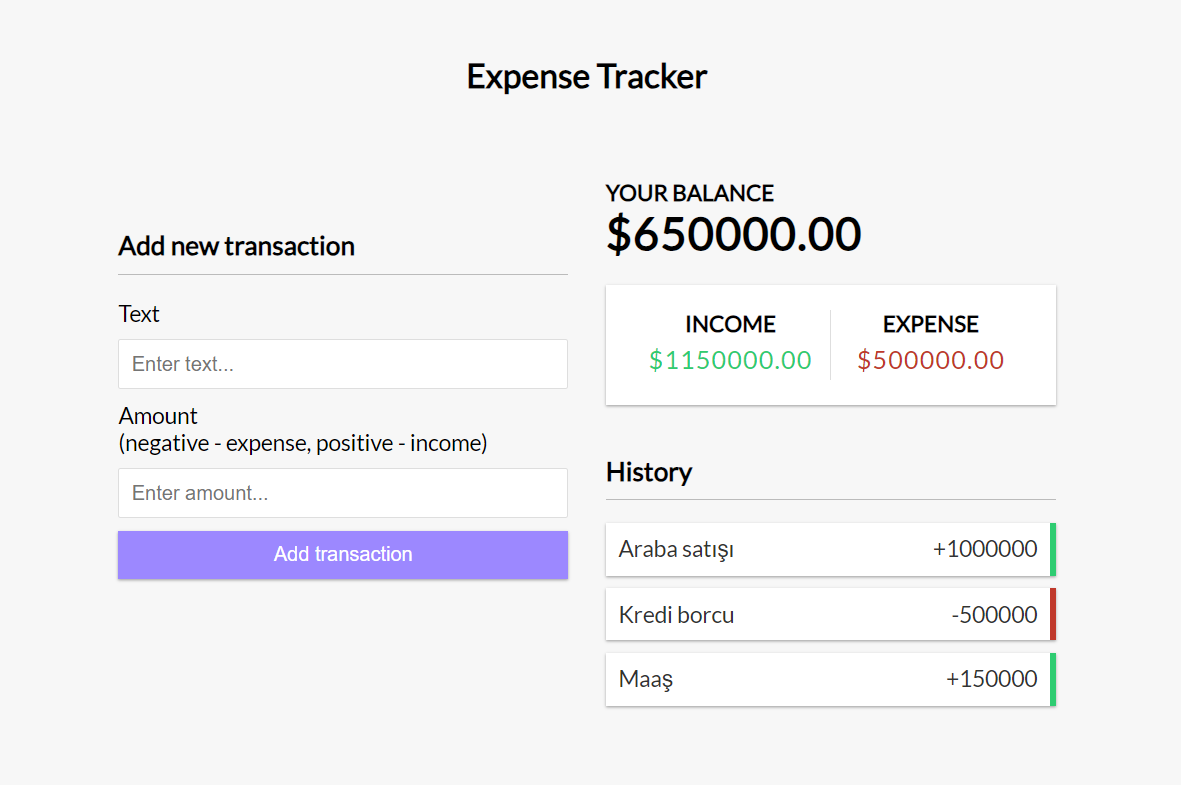 Expense Tracker
Add new transaction
Text
Enter text...
Amount
(negative - expense, positive - income)
Enter amount...
Add transaction
YOUR BALANCE
$650000.00
INCOME
$1150000.00
EXPENSE
$500000.00
History
Araba satışı +1000000
Kredi borcu -500000
Maaş +150000